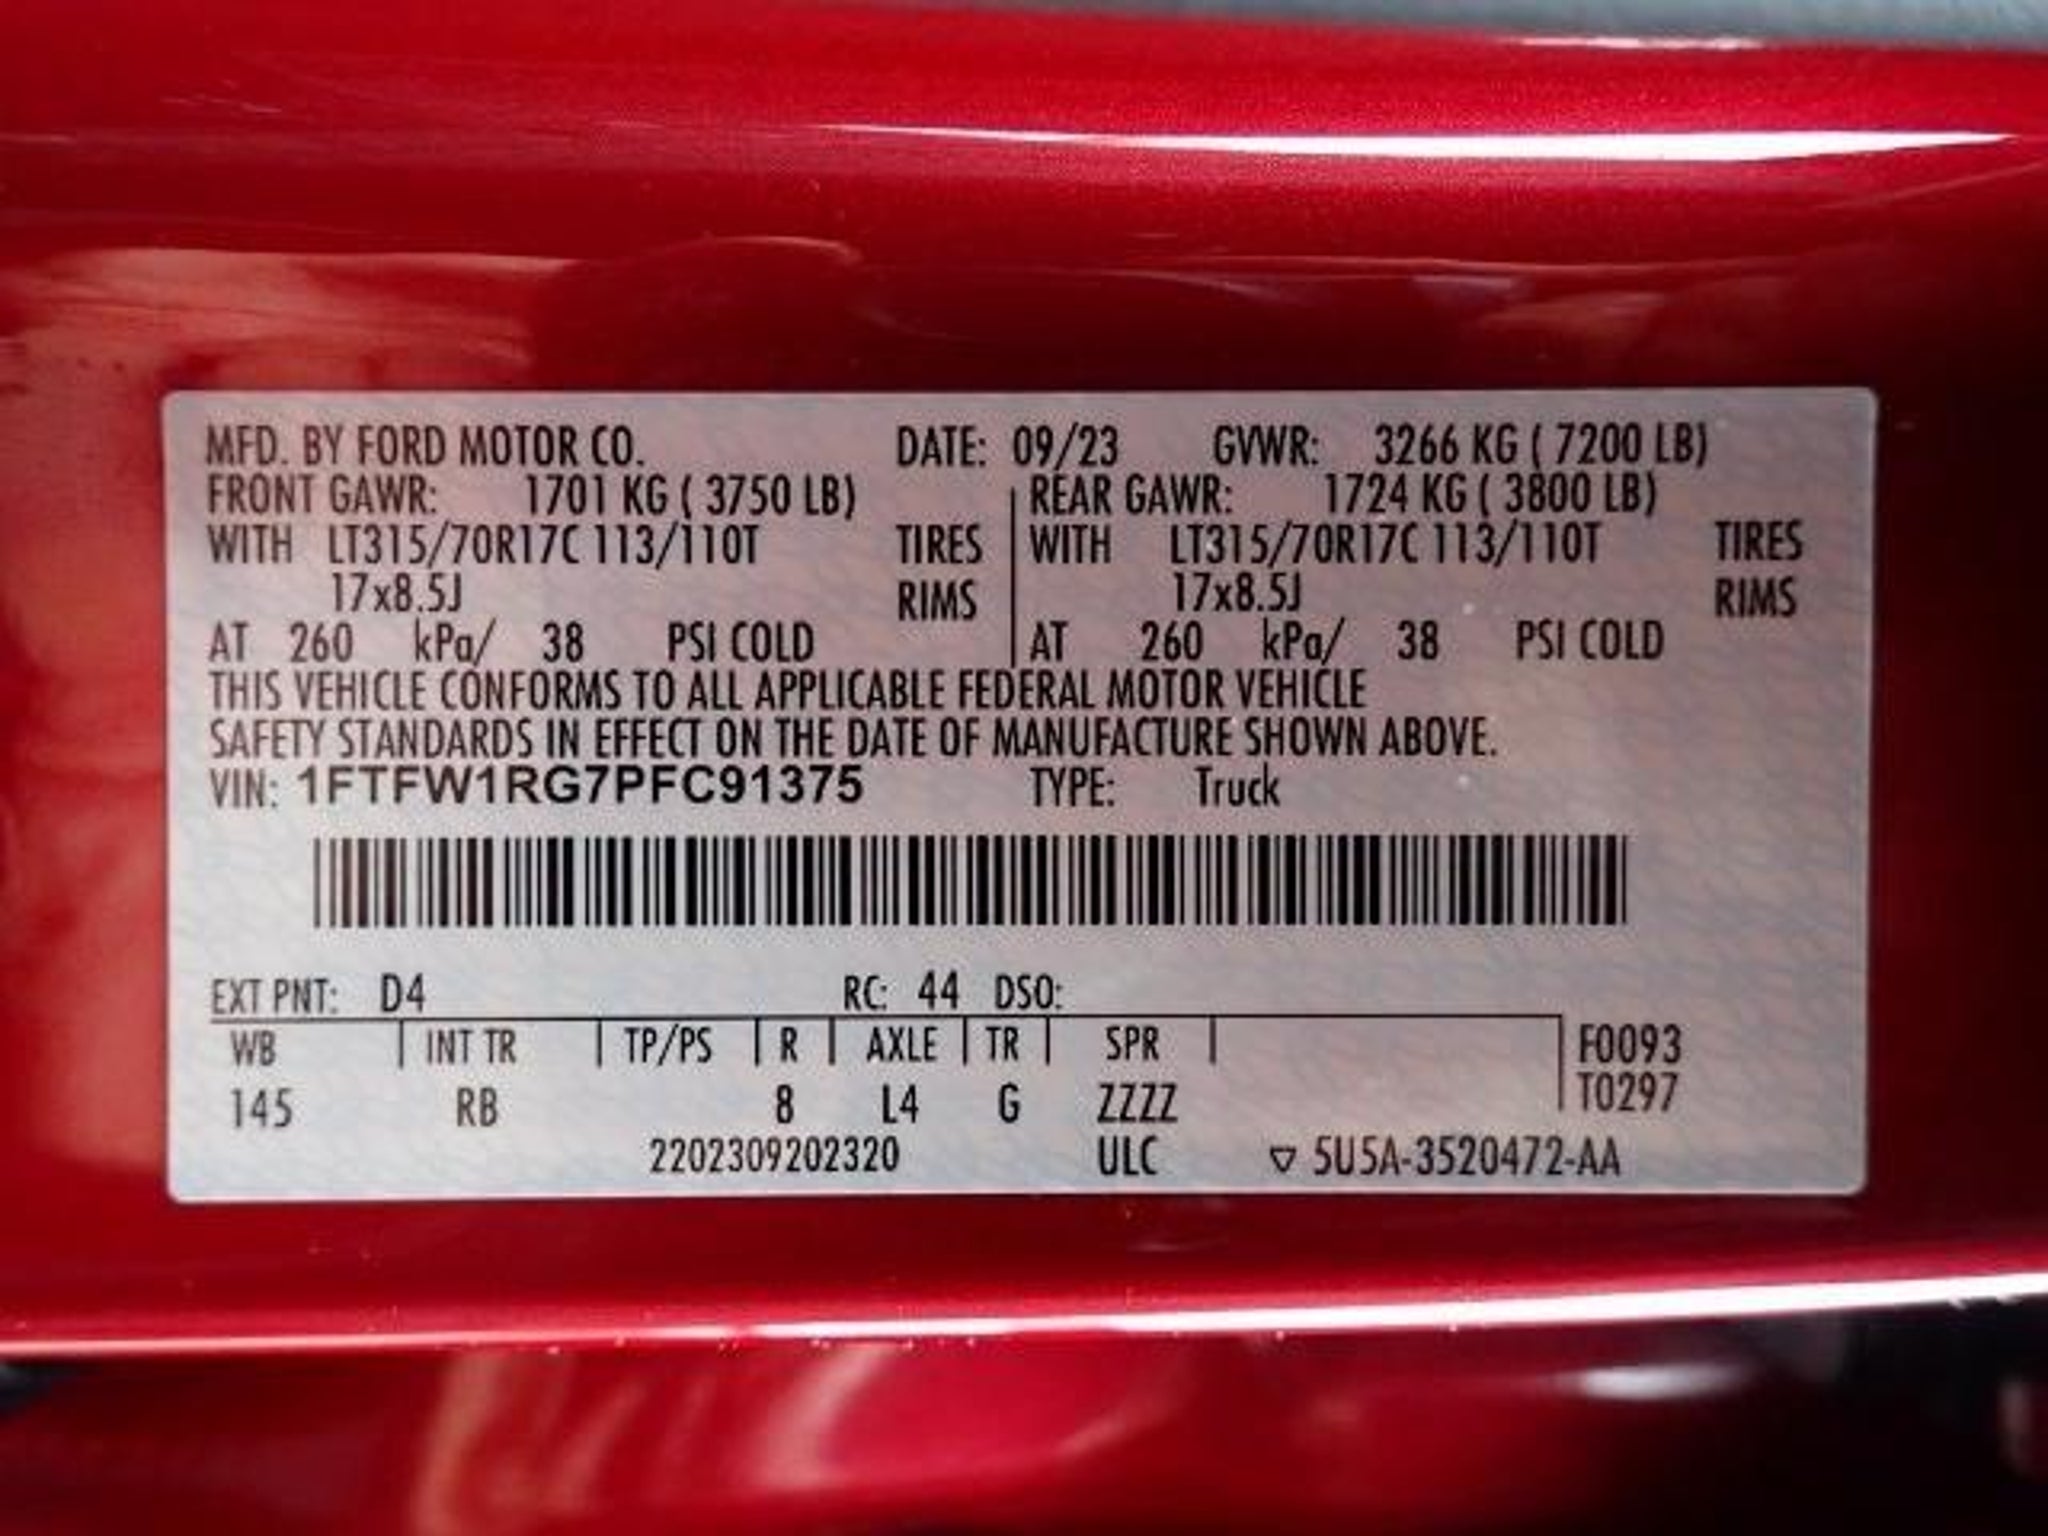 MFD. BY FORD MOTOR CO. DATE: 09/23 GVWR: 3266 KG ( 7200 LB)
FRONT GAWR: 1701 KG ( 3750 LB) REAR GAWR: 1724 KG ( 3800 LB)
WITH LT315/70R17C 113/110T TIRES WITH LT315/70R17C 113/110T TIRES
17x8.5J RIMS 17x8.5J RIMS
AT 260 kPa/ 38 PSI COLD AT 260 kPa/ 38 PSI COLD
THIS VEHICLE CONFORMS TO ALL APPLICABLE FEDERAL MOTOR VEHICLE
SAFETY STANDARDS IN EFFECT ON THE DATE OF MANUFACTURE SHOWN ABOVE.
VIN: 1FTFW1RG7PFC91375 TYPE: Truck
EXT PNT: D4 RC: 44 DSO:
WB INT TR TP/PS R AXLE TR SPR F0093
T0297
145 RB 8 L4 G ZZZZ
2202309202320 ULC ▽ 5U5A-3520472-AA